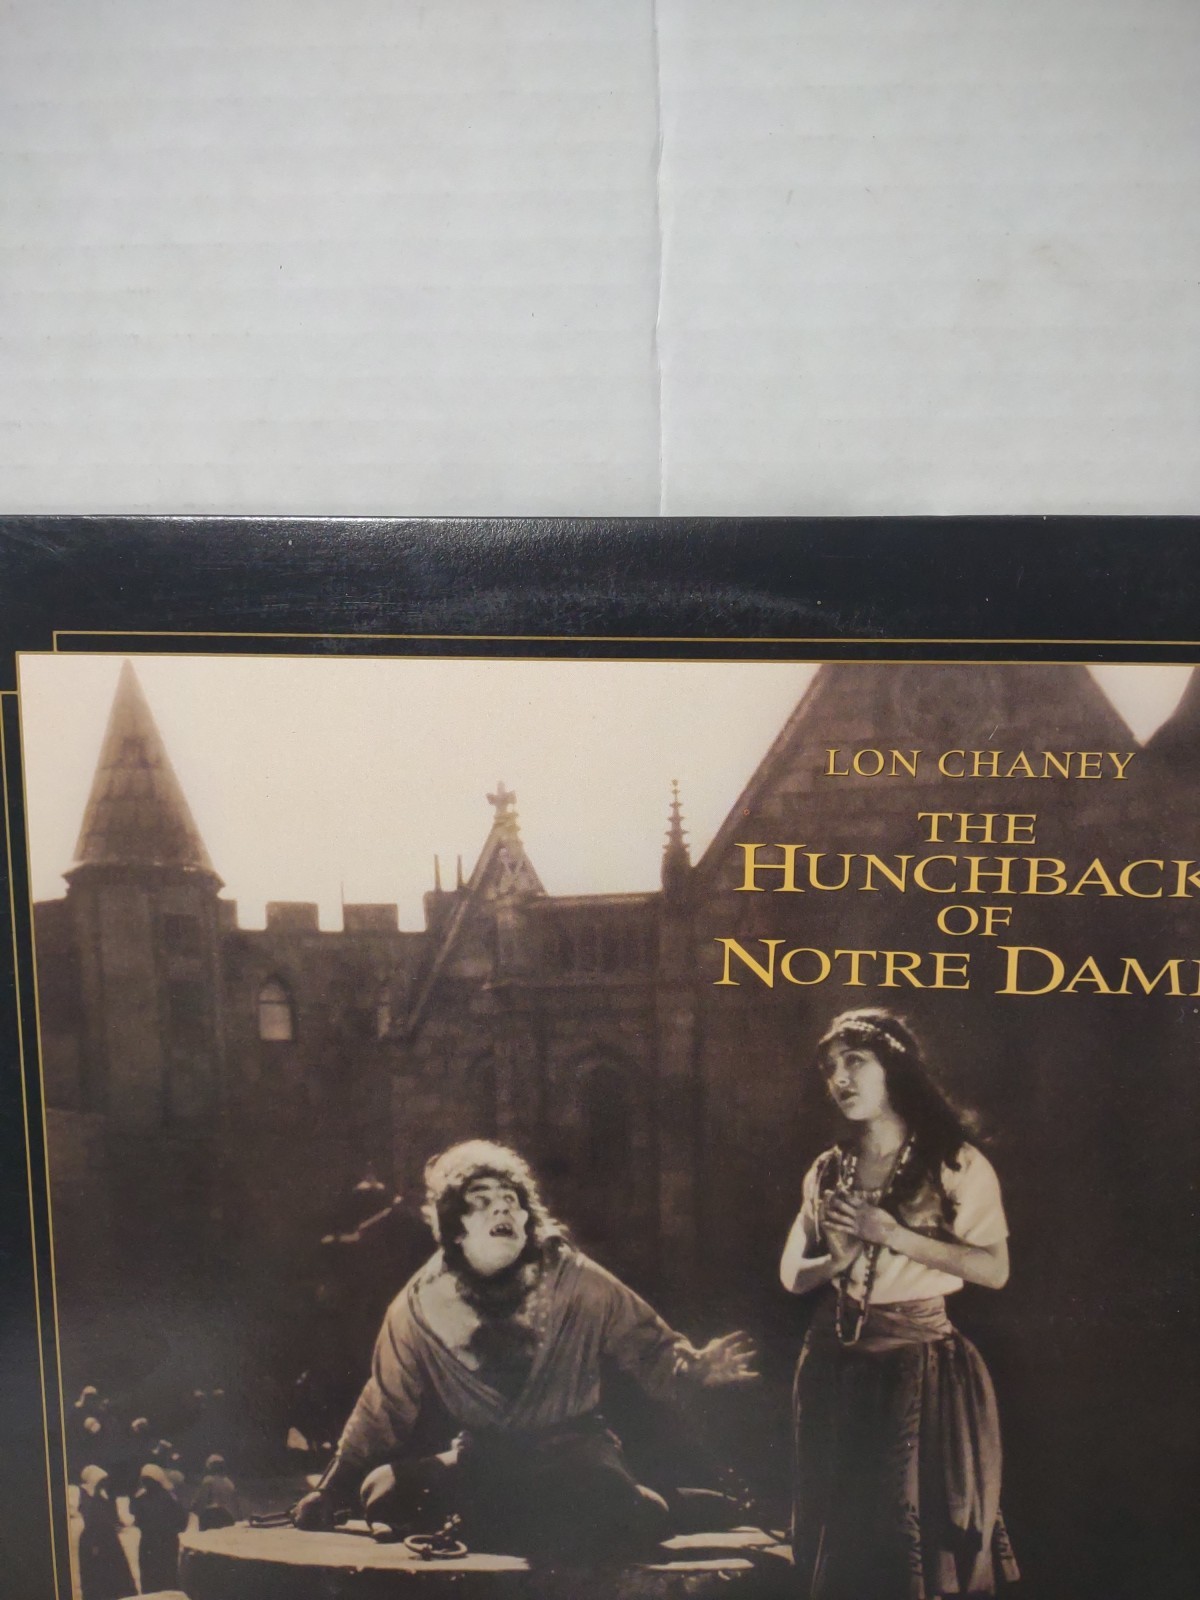 LON CHANEY
THE
HUNCHBACK
OF
NOTRE DAME